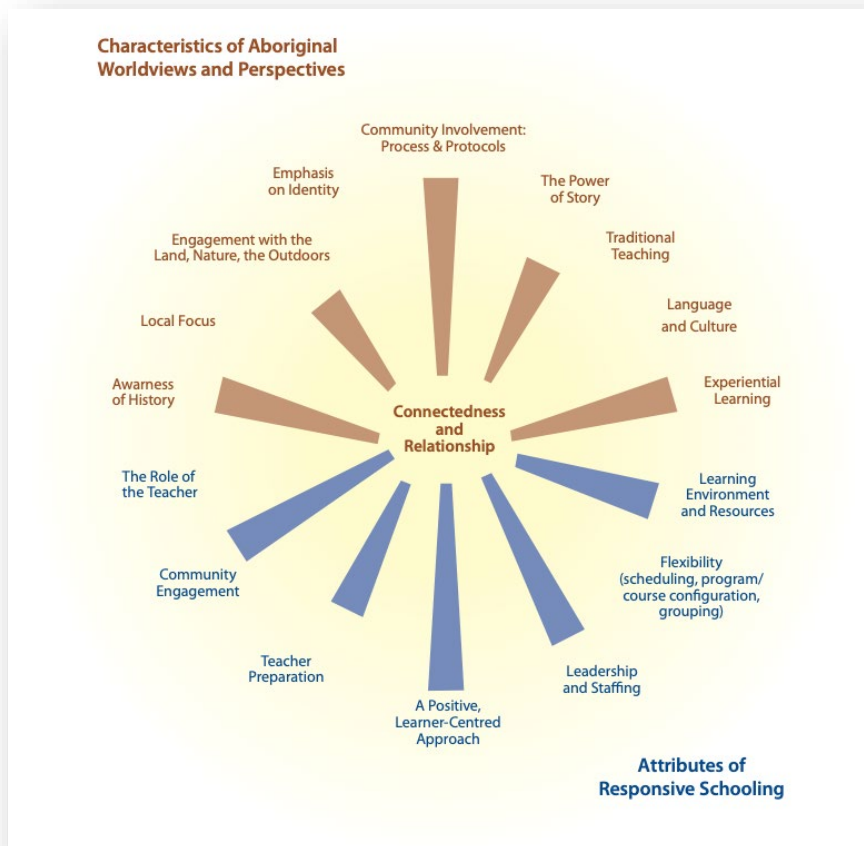 Characteristics of Aboriginal
Worldviews and Perspectives
Community Involvement:
Process & Protocols
Emphasis
on Identity
The Power
of Story
Engagement with the
Land, Nature, the Outdoors
Traditional
Teaching
Local Focus
Language
and Culture
Awarness
of History
Experiential
Learning
Connectedness
and
Relationship
The Role of
the Teacher
Learning
Environment
and Resources
Community
Engagement
Flexibility
(scheduling, program/
course configuration,
grouping)
Teacher
Preparation
Leadership
and Staffing
A Positive,
Learner-Centred
Approach
Attributes of
Responsive Schooling